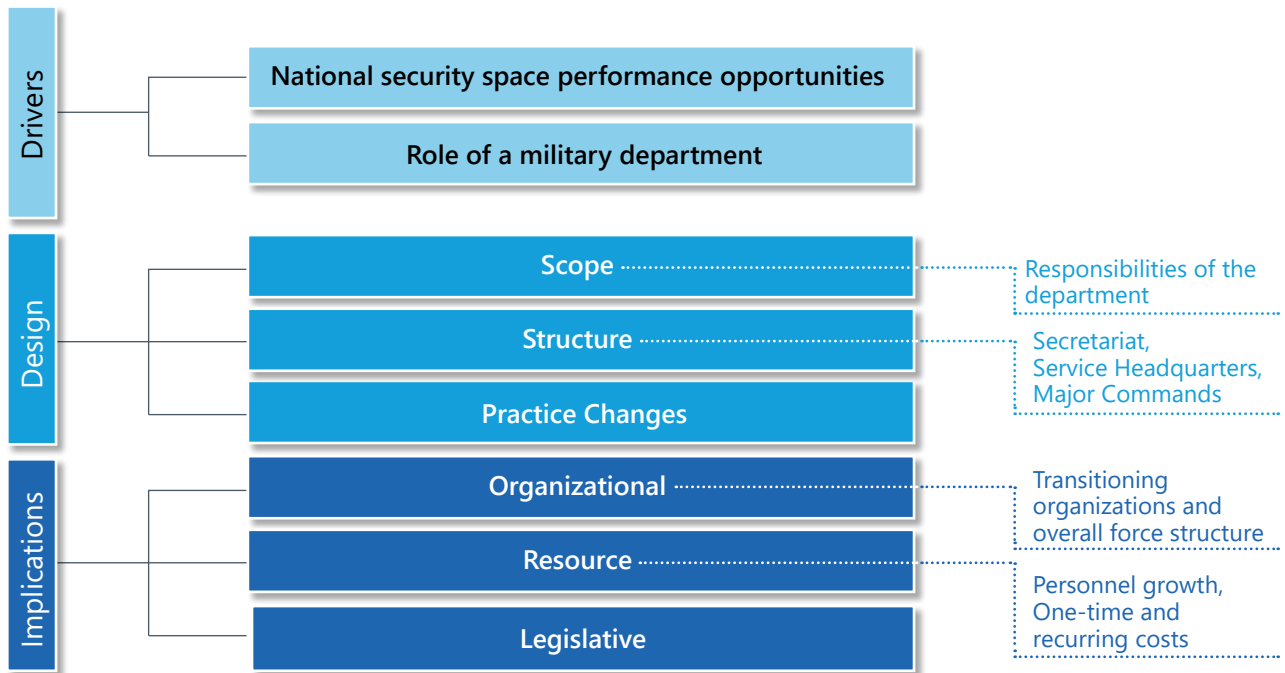 Drivers
National security space performance opportunities
Role of a military department
Design
Scope
Responsibilities of the
department
Structure
Secretariat,
Service Headquarters,
Major Commands
Practice Changes
Implications
Organizational
Transitioning
organizations and
overall force structure
Resource
Personnel growth,
One-time and
recurring costs
Legislative